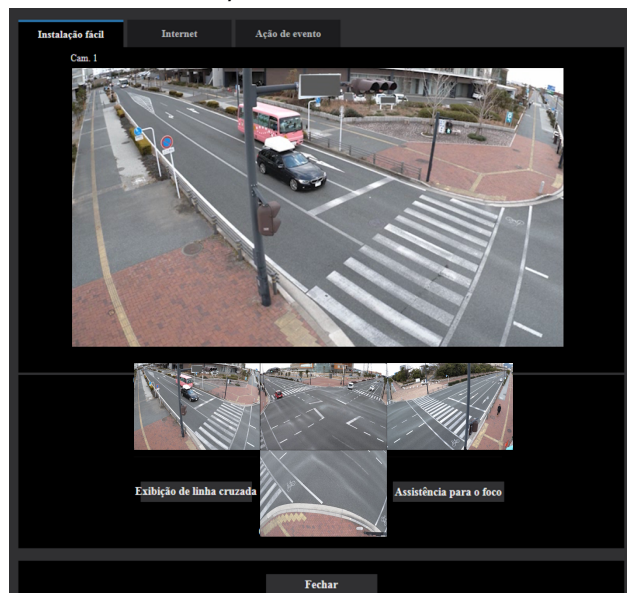 Instalação fácil
Internet
Ação de evento
Cam. 1
Exibição de linha cruzada
Assistência para o foco
Fechar